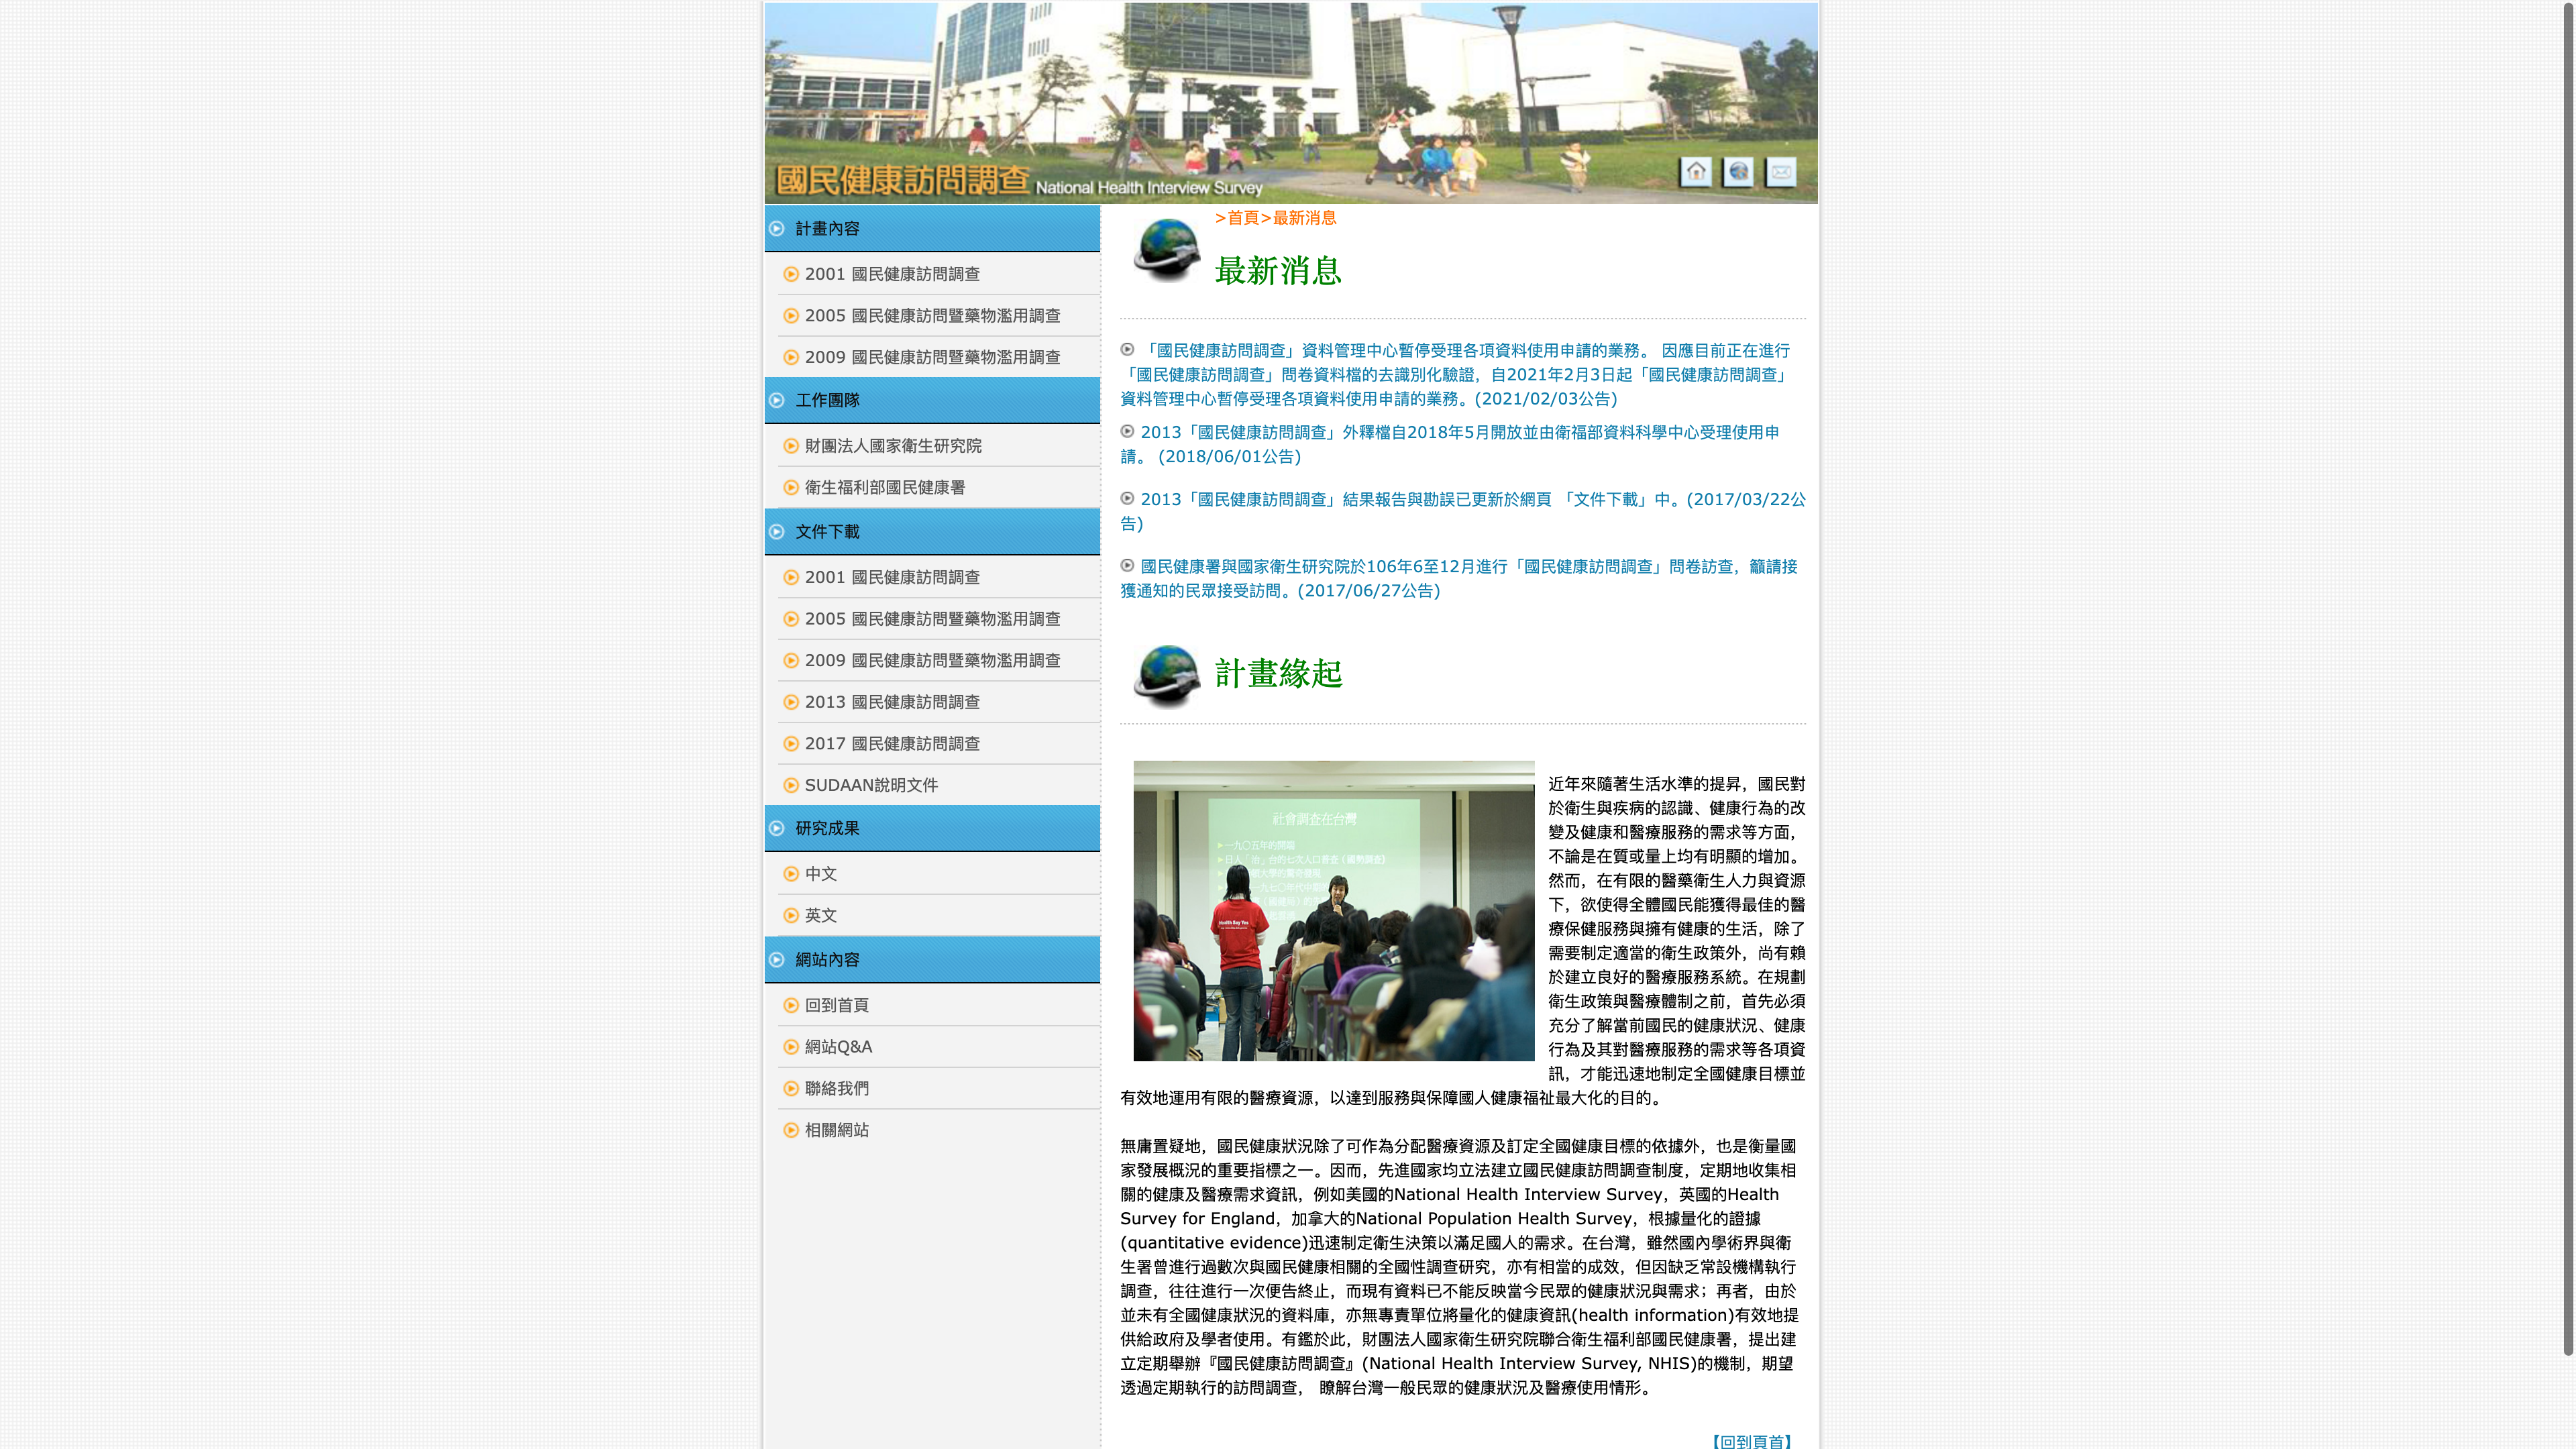 國民健康訪問調查 National Health Interview Survey
計畫內容
2001 國民健康訪問調查
2005 國民健康訪問暨藥物濫用調查
2009 國民健康訪問暨藥物濫用調查
工作團隊
財團法人國家衛生研究院
衛生福利部國民健康署
文件下載
2001 國民健康訪問調查
2005 國民健康訪問暨藥物濫用調查
2009 國民健康訪問暨藥物濫用調查
2013 國民健康訪問調查
2017 國民健康訪問調查
SUDAAN說明文件
研究成果
中文
英文
網站內容
回到首頁
網站Q&A
聯絡我們
相關網站
>首頁>最新消息
最新消息
「國民健康訪問調查」資料管理中心暫停受理各項資料使用申請的業務。 因應目前正在進行
「國民健康訪問調查」問卷資料檔的去識別化驗證，自2021年2月3日起「國民健康訪問調查」
資料管理中心暫停受理各項資料使用申請的業務。(2021/02/03公告)
2013「國民健康訪問調查」外釋檔自2018年5月開放並由衛福部資料科學中心受理使用申
請。 (2018/06/01公告)
2013「國民健康訪問調查」結果報告與勘誤已更新於網頁 「文件下載」中。(2017/03/22公
告)
國民健康署與國家衛生研究院於106年6至12月進行「國民健康訪問調查」問卷訪查，籲請接
獲通知的民眾接受訪問。(2017/06/27公告)
計畫緣起
社會調查在台灣
一九〇五年的開端
日人「治」台的七次人口普查（國勢調查）
Health Say Yes
近年來隨著生活水準的提昇，國民對
於衛生與疾病的認識、健康行為的改
變及健康和醫療服務的需求等方面，
不論是在質或量上均有明顯的增加。
然而，在有限的醫藥衛生人力與資源
下，欲使得全體國民能獲得最佳的醫
療保健服務與擁有健康的生活，除了
需要制定適當的衛生政策外，尚有賴
於建立良好的醫療服務系統。在規劃
衛生政策與醫療體制之前，首先必須
充分了解當前國民的健康狀況、健康
行為及其對醫療服務的需求等各項資
訊，才能迅速地制定全國健康目標並
有效地運用有限的醫療資源，以達到服務與保障國人健康福祉最大化的目的。
無庸置疑地，國民健康狀況除了可作為分配醫療資源及訂定全國健康目標的依據外，也是衡量國
家發展概況的重要指標之一。因而，先進國家均立法建立國民健康訪問調查制度，定期地收集相
關的健康及醫療需求資訊，例如美國的National Health Interview Survey，英國的Health
Survey for England，加拿大的National Population Health Survey，根據量化的證據
(quantitative evidence)迅速制定衛生決策以滿足國人的需求。在台灣，雖然國內學術界與衛
生署曾進行過數次與國民健康相關的全國性調查研究，亦有相當的成效，但因缺乏常設機構執行
調查，往往進行一次便告終止，而現有資料已不能反映當今民眾的健康狀況與需求；再者，由於
並未有全國健康狀況的資料庫，亦無專責單位將量化的健康資訊(health information)有效地提
供給政府及學者使用。有鑑於此，財團法人國家衛生研究院聯合衛生福利部國民健康署，提出建
立定期舉辦『國民健康訪問調查』(National Health Interview Survey, NHIS)的機制，期望
透過定期執行的訪問調查， 瞭解台灣一般民眾的健康狀況及醫療使用情形。
【回到頁首】